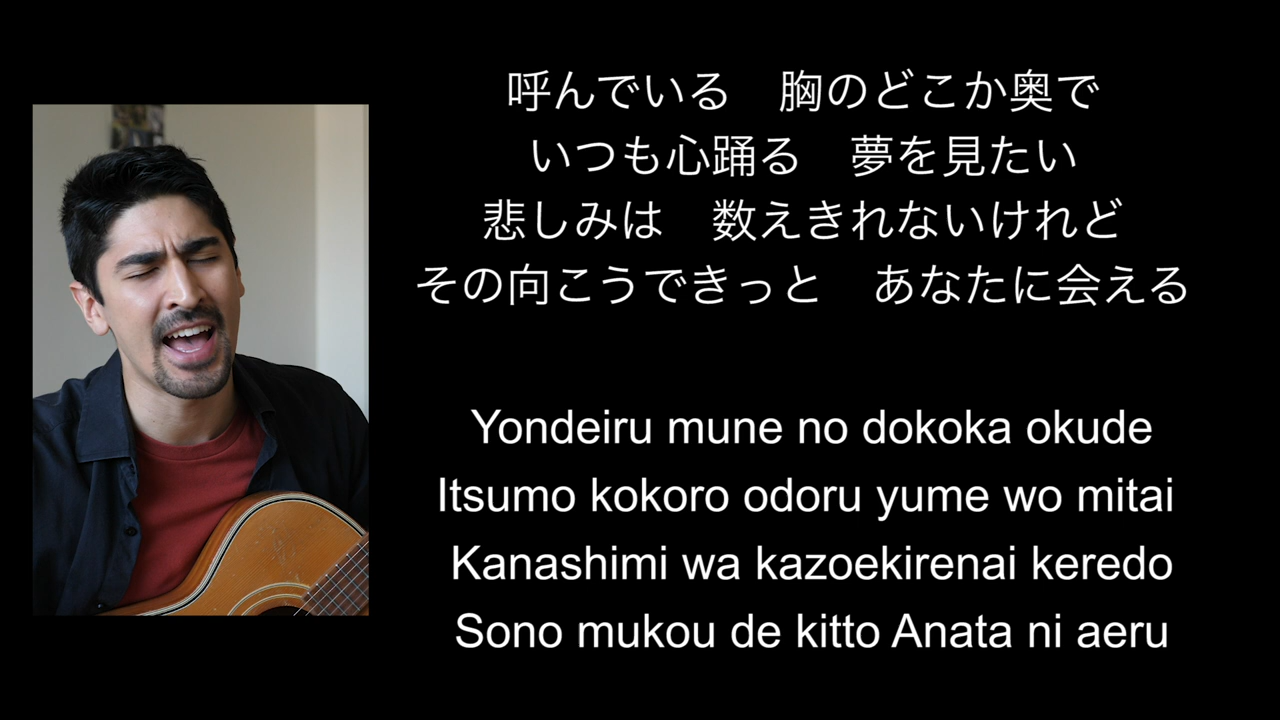 呼んでいる　胸のどこか奥で
いつも心踊る　夢を見たい
悲しみは　数えきれないけれど
その向こうできっと　あなたに会える
Yondeiru mune no dokoka okude
Itsumo kokoro odoru yume wo mitai
Kanashimi wa kazoekirenai keredo
Sono mukou de kitto Anata ni aeru